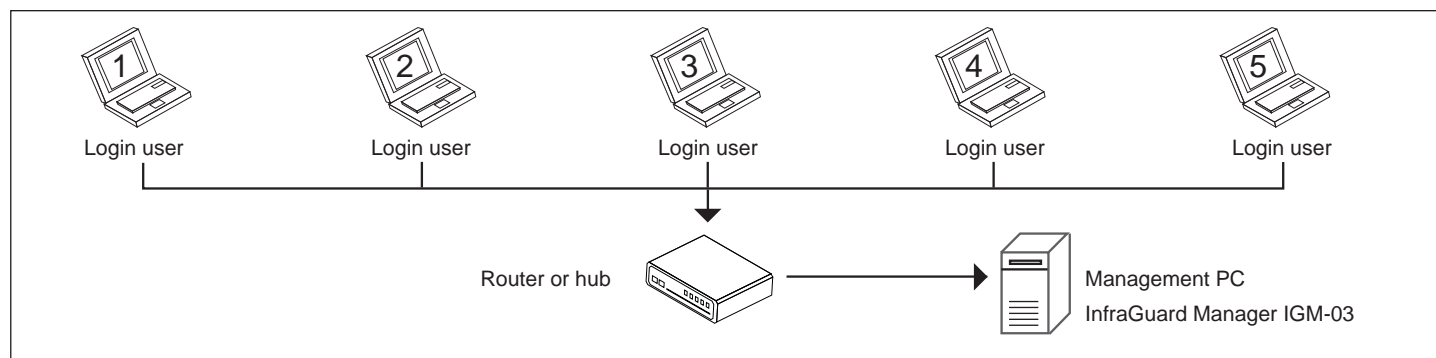 1
2
3
4
5
Login user
Login user
Login user
Login user
Login user
Router or hub
Management PC
InfraGuard Manager IGM-03